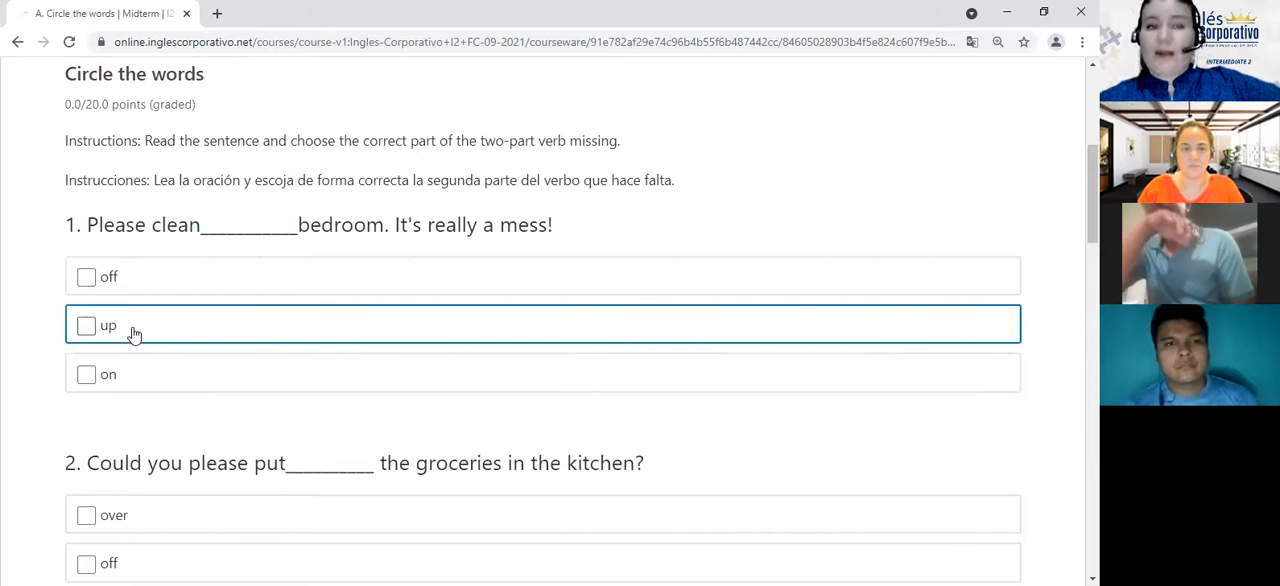 A. Circle the words | Midterm | I2
online.inglescorporativo.net/courses/course-v1:Ingles-Corporativo+I2+FC-09-2021/courseware/91e782af29e74c96b4b55f6b487442cc/84605028903b4f5e824c607f9e5b...
Circle the words
0.0/20.0 points (graded)
Instructions: Read the sentence and choose the correct part of the two-part verb missing.
Instrucciones: Lea la oración y escoja de forma correcta la segunda parte del verbo que hace falta.
1. Please clean___________bedroom. It's really a mess!
off
up
on
2. Could you please put__________ the groceries in the kitchen?
over
off
glés
orporativo
INTERMEDIATE 2